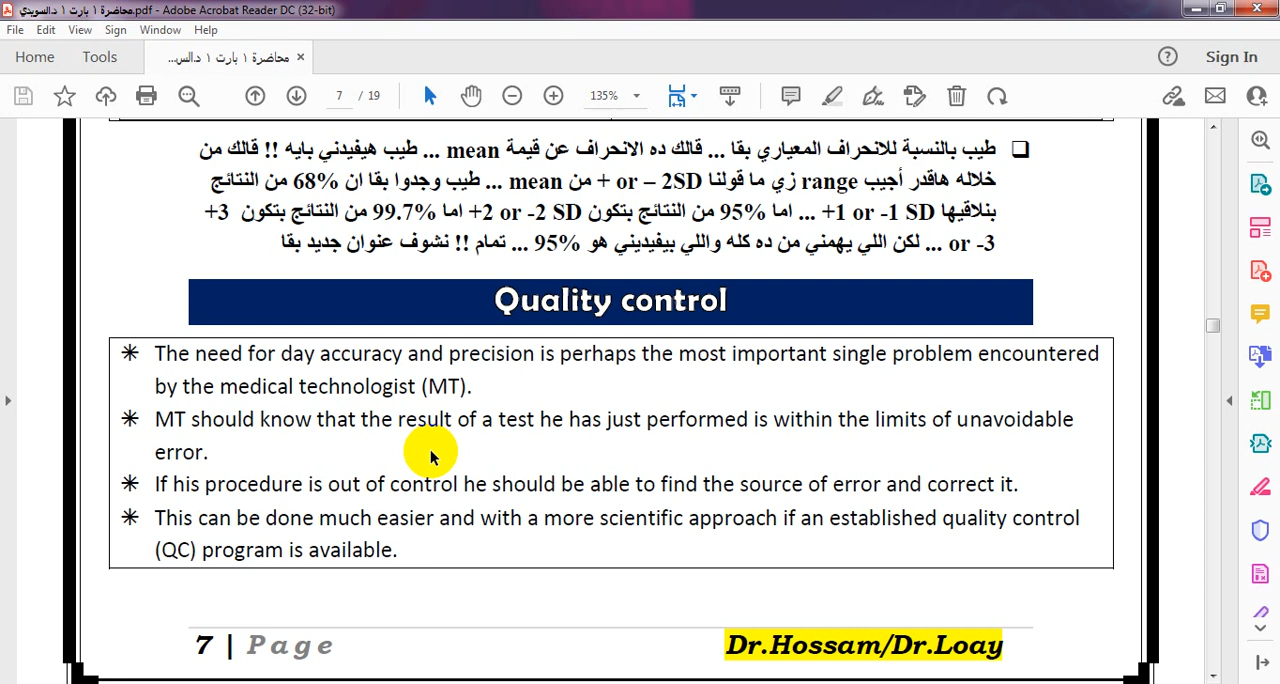 محاضرة ١ بارت ١ د.السويدي.pdf - Adobe Acrobat Reader DC (32-bit)
File Edit View Sign Window Help
Home Tools محاضرة ١ بارت ١ د.الس... × ? Sign In
7 / 19 135%
❑ طيب بالنسبة للانحراف المعياري بقا ... قالك ده الانحراف عن قيمة mean ... طيب هيفيدني بايه !! قالك من
خلاله هاقدر أجيب range زي ما قولنا + or – 2SD من mean ... طيب وجدوا بقا ان 68% من النتائج
بنلاقيها +1 or -1 SD ... اما 95% من النتائج بتكون +2 or -2 SD اما 99.7% من النتائج بتكون +3
or -3 ... لكن اللي يهمني من ده كله واللي بيفيديني هو 95% ... تمام !! نشوف عنوان جديد بقا
Quality control
✳ The need for day accuracy and precision is perhaps the most important single problem encountered
by the medical technologist (MT).
✳ MT should know that the result of a test he has just performed is within the limits of unavoidable
error.
✳ If his procedure is out of control he should be able to find the source of error and correct it.
✳ This can be done much easier and with a more scientific approach if an established quality control
(QC) program is available.
7 | Page Dr.Hossam/Dr.Loay